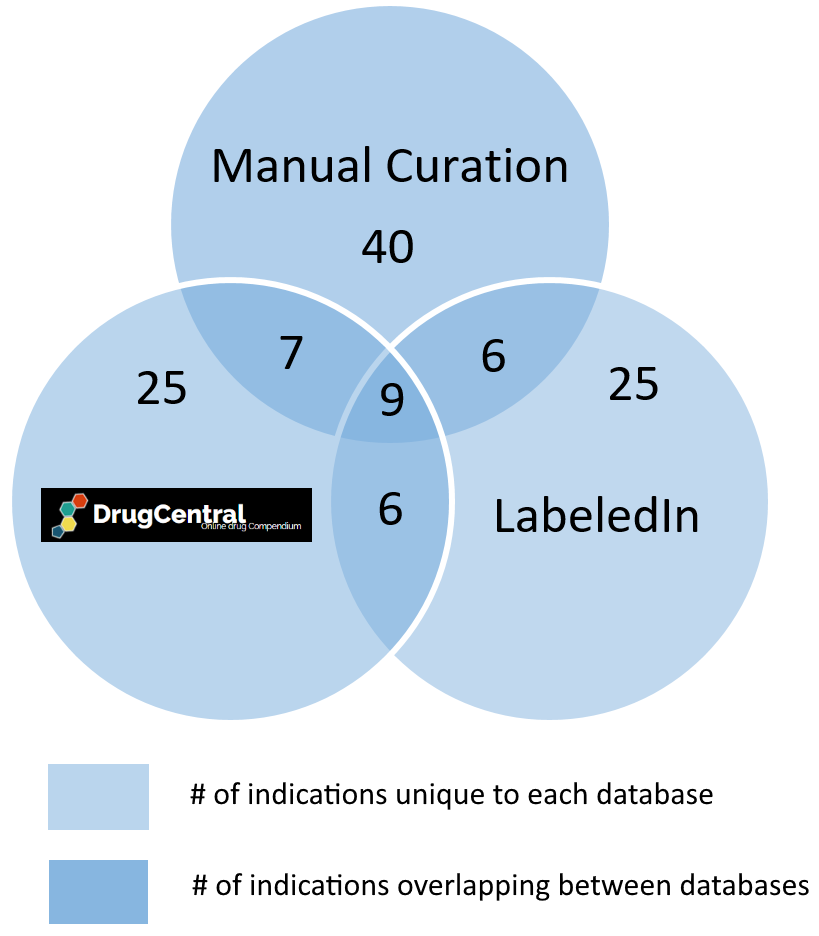 Manual Curation
40
7
6
25
9
25
6
DrugCentral
Online drug Compendium
LabeledIn
# of indications unique to each database
# of indications overlapping between databases